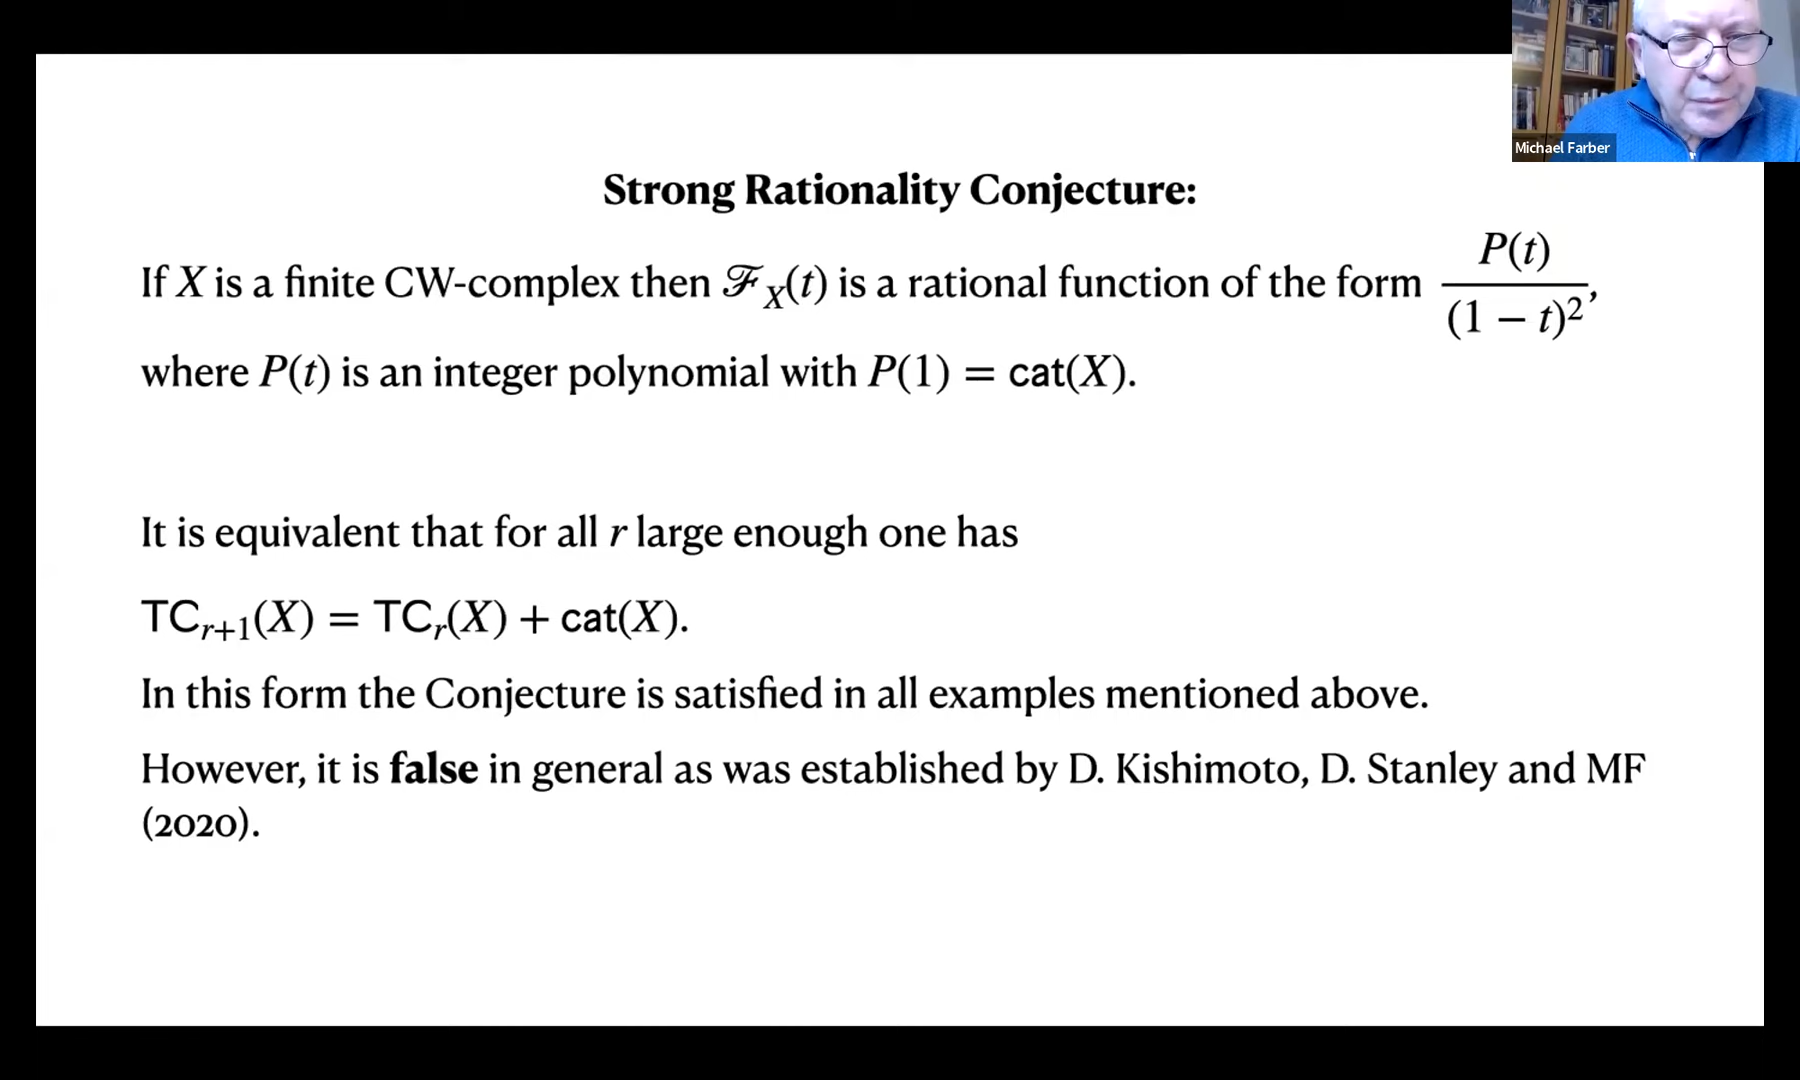 Michael Farber
Strong Rationality Conjecture:
If X is a finite CW-complex then ℱ_X(t) is a rational function of the form P(t)/(1 − t)²,
where P(t) is an integer polynomial with P(1) = cat(X).
It is equivalent that for all r large enough one has
TC_{r+1}(X) = TC_r(X) + cat(X).
In this form the Conjecture is satisfied in all examples mentioned above.
However, it is false in general as was established by D. Kishimoto, D. Stanley and MF
(2020).